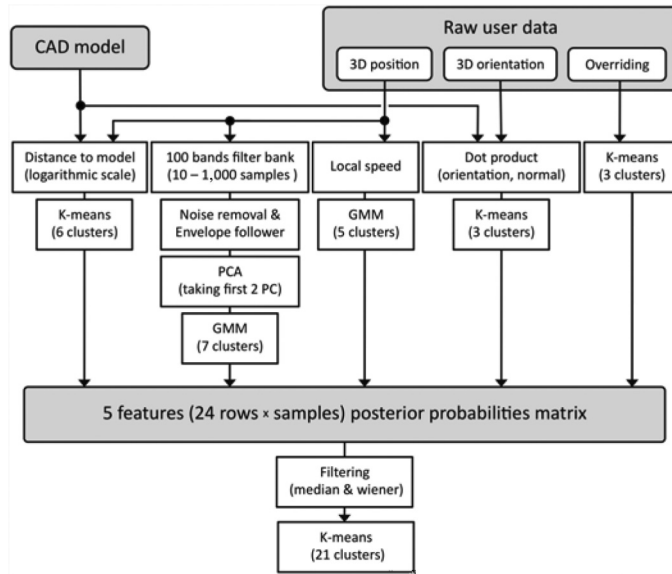 CAD model
Raw user data
3D position
3D orientation
Overriding
Distance to model
(logarithmic scale)
100 bands filter bank
(10 – 1,000 samples )
Local speed
Dot product
(orientation, normal)
K-means
(3 clusters)
K-means
(6 clusters)
Noise removal &
Envelope follower
GMM
(5 clusters)
K-means
(3 clusters)
PCA
(taking first 2 PC)
GMM
(7 clusters)
5 features (24 rows × samples) posterior probabilities matrix
Filtering
(median & wiener)
K-means
(21 clusters)